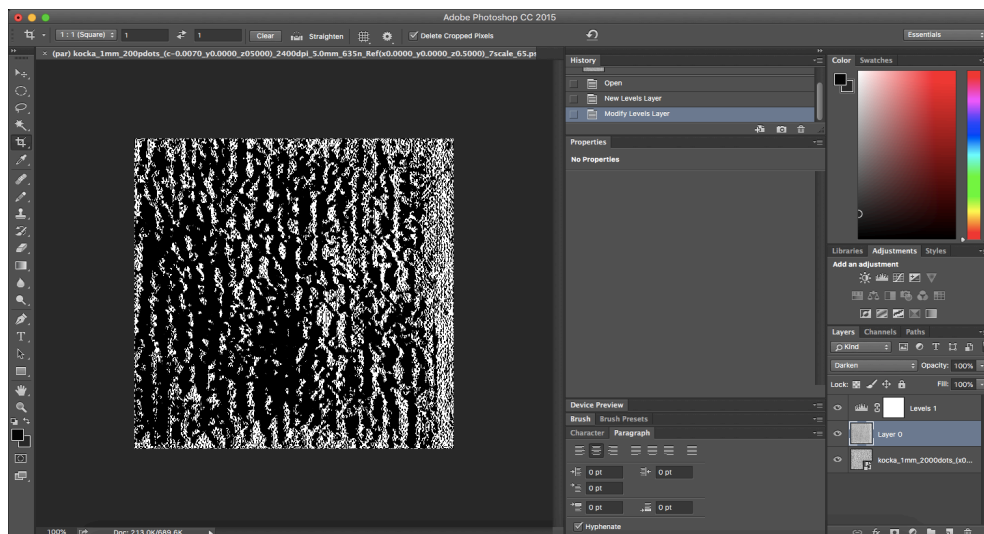 Adobe Photoshop CC 2015
1 : 1 (Square) 1 1 Clear Straighten Delete Cropped Pixels Essentials
× (par) kocka_1mm_200pdots_(c-0.0070_y0.0000_z05000)_2400dpi_5.0mm_635n_Ref(x0.0000_y0.0000_z0.5000)_7scale_65.ps
History
Open
New Levels Layer
Modify Levels Layer
Properties
No Properties
Device Preview
Brush Brush Presets
Character Paragraph
0 pt 0 pt
0 pt
0 pt 0 pt
Hyphenate
Color Swatches
Libraries Adjustments Styles
Add an adjustment
Layers Channels Paths
Kind
Darken Opacity: 100%
Lock: Fill: 100%
Levels 1
Layer 0
kocka_1mm_2000dots_(x0...
100% Doc: 213.0K/689.6K